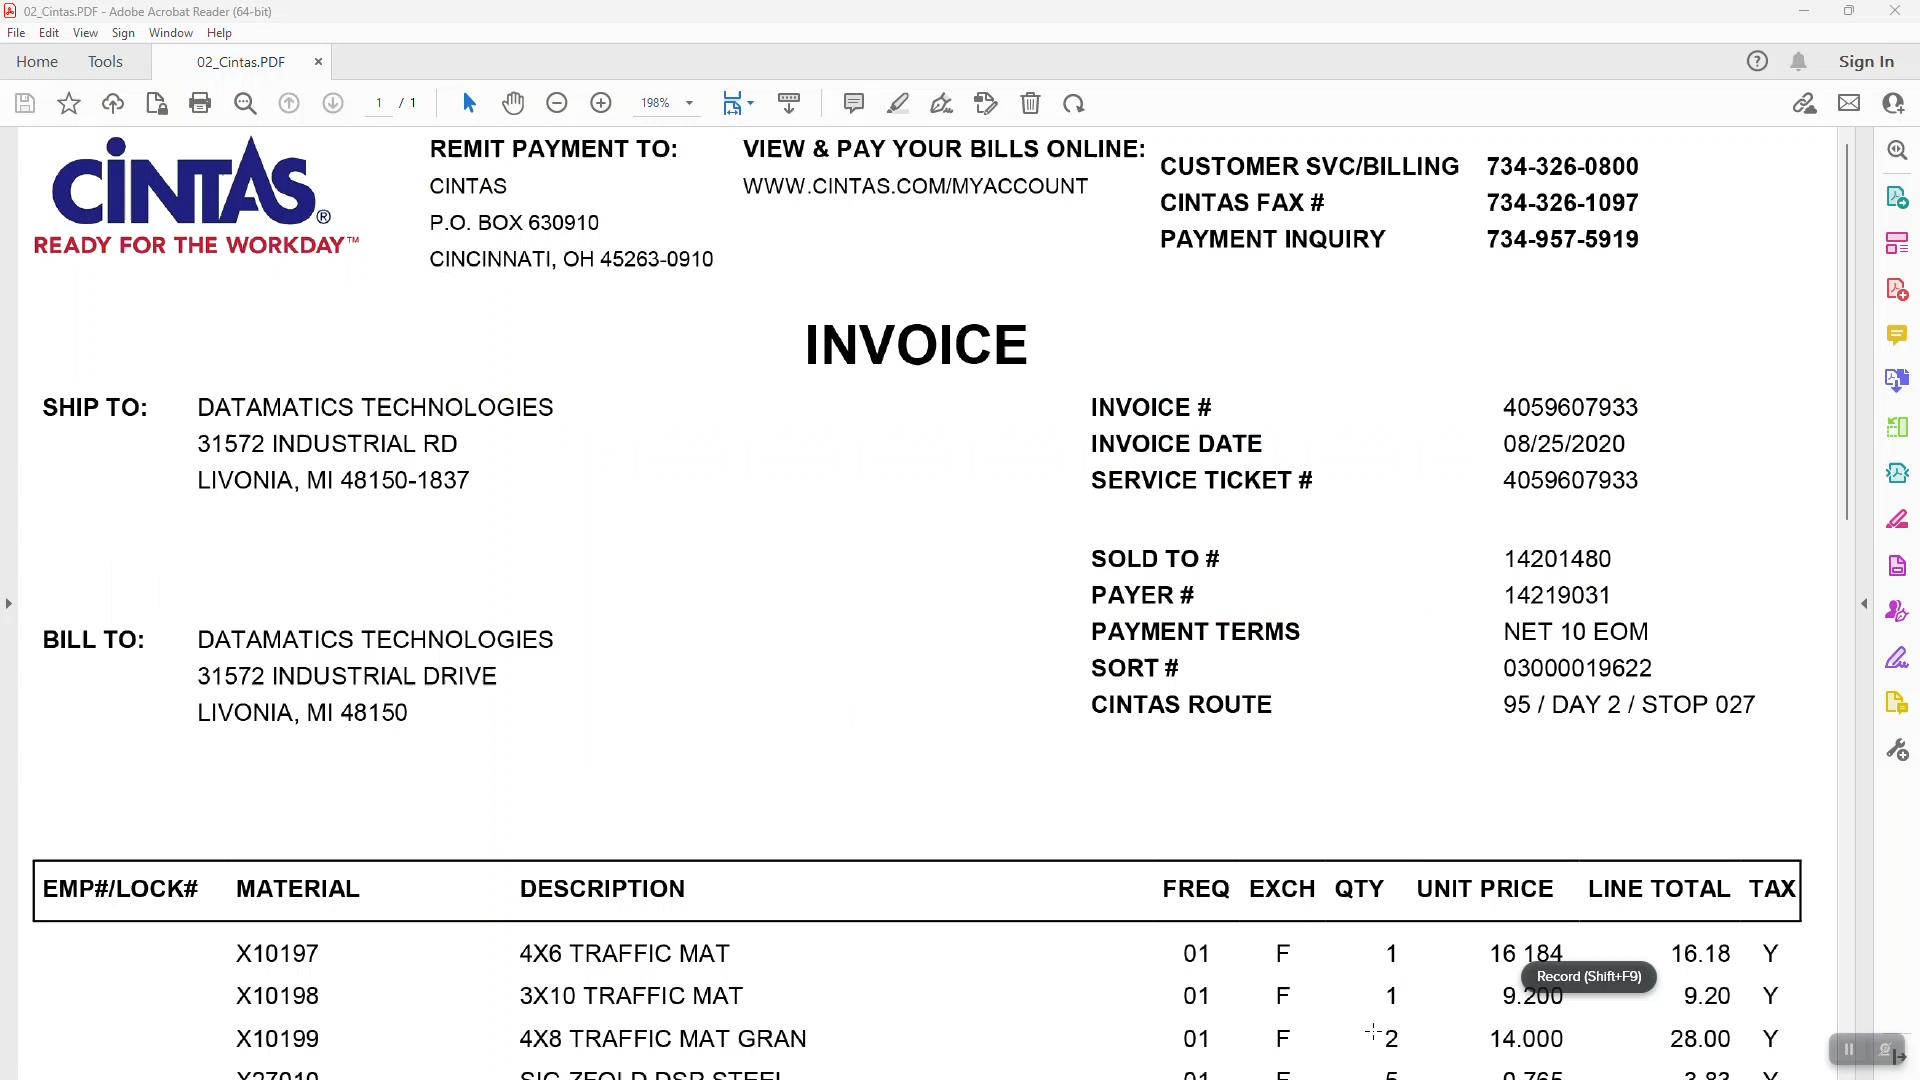 02_Cintas.PDF - Adobe Acrobat Reader (64-bit)
File Edit View Sign Window Help
Home Tools 02_Cintas.PDF Sign In
1 / 1 198%
CINTAS®
READY FOR THE WORKDAY™
REMIT PAYMENT TO:
CINTAS
P.O. BOX 630910
CINCINNATI, OH 45263-0910
VIEW & PAY YOUR BILLS ONLINE:
WWW.CINTAS.COM/MYACCOUNT
CUSTOMER SVC/BILLING 734-326-0800
CINTAS FAX # 734-326-1097
PAYMENT INQUIRY 734-957-5919
INVOICE
SHIP TO: DATAMATICS TECHNOLOGIES
31572 INDUSTRIAL RD
LIVONIA, MI 48150-1837
INVOICE # 4059607933
INVOICE DATE 08/25/2020
SERVICE TICKET # 4059607933
SOLD TO # 14201480
PAYER # 14219031
PAYMENT TERMS NET 10 EOM
SORT # 03000019622
CINTAS ROUTE 95 / DAY 2 / STOP 027
BILL TO: DATAMATICS TECHNOLOGIES
31572 INDUSTRIAL DRIVE
LIVONIA, MI 48150
EMP#/LOCK# MATERIAL DESCRIPTION FREQ EXCH QTY UNIT PRICE LINE TOTAL TAX
X10197 4X6 TRAFFIC MAT 01 F 1 16 184 16.18 Y
Record (Shift+F9)
X10198 3X10 TRAFFIC MAT 01 F 1 9.200 9.20 Y
X10199 4X8 TRAFFIC MAT GRAN 01 F 2 14.000 28.00 Y